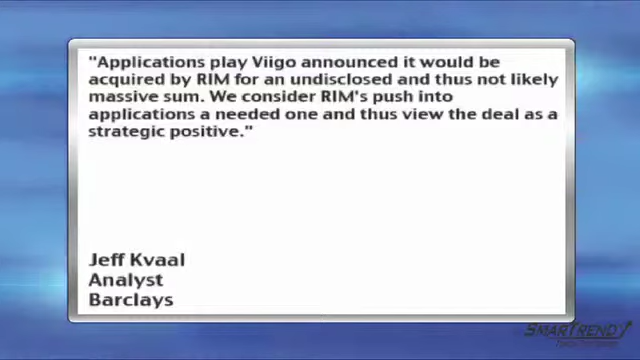 "Applications play Viigo announced it would be
acquired by RIM for an undisclosed and thus not likely
massive sum. We consider RIM's push into
applications a needed one and thus view the deal as a
strategic positive."
Jeff Kvaal
Analyst
Barclays
SMARTREND